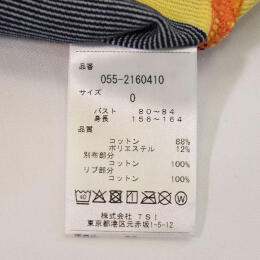 品番
055-2160410
サイズ
0
バスト 80~84
身長 156~164
品質
コットン 88%
ポリエステル 12%
別布部分
コットン 100%
リブ部分
コットン 100%
40
株式会社 TSI
東京都港区元赤坂1-5-12